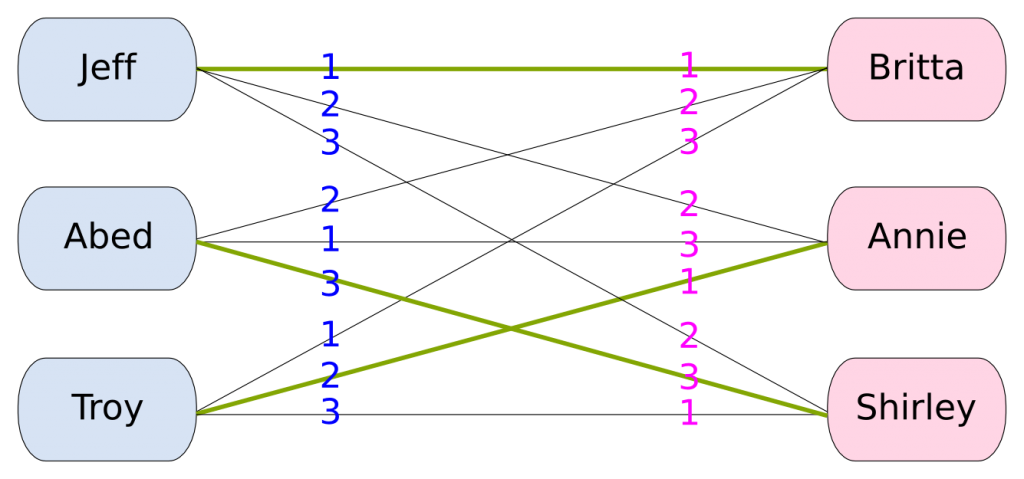 Jeff 1 1 Britta
2 2
3 3
Abed 2 2 Annie
1 3
3 1
Troy 1 2 Shirley
2 3
3 1